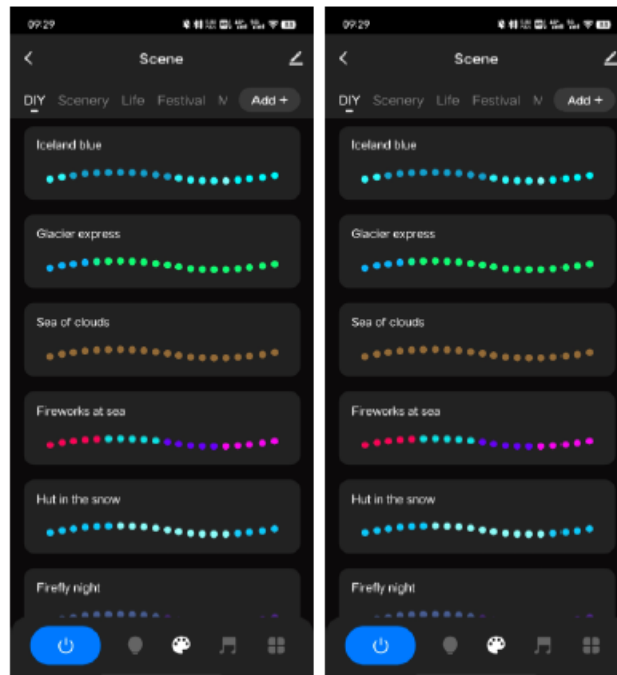 09:29
Scene
DIY Scenery Life Festival M Add +
Iceland blue
Glacier express
Sea of clouds
Fireworks at sea
Hut in the snow
Firefly night
09:29
Scene
DIY Scenery Life Festival M Add +
Iceland blue
Glacier express
Sea of clouds
Fireworks at sea
Hut in the snow
Firefly night